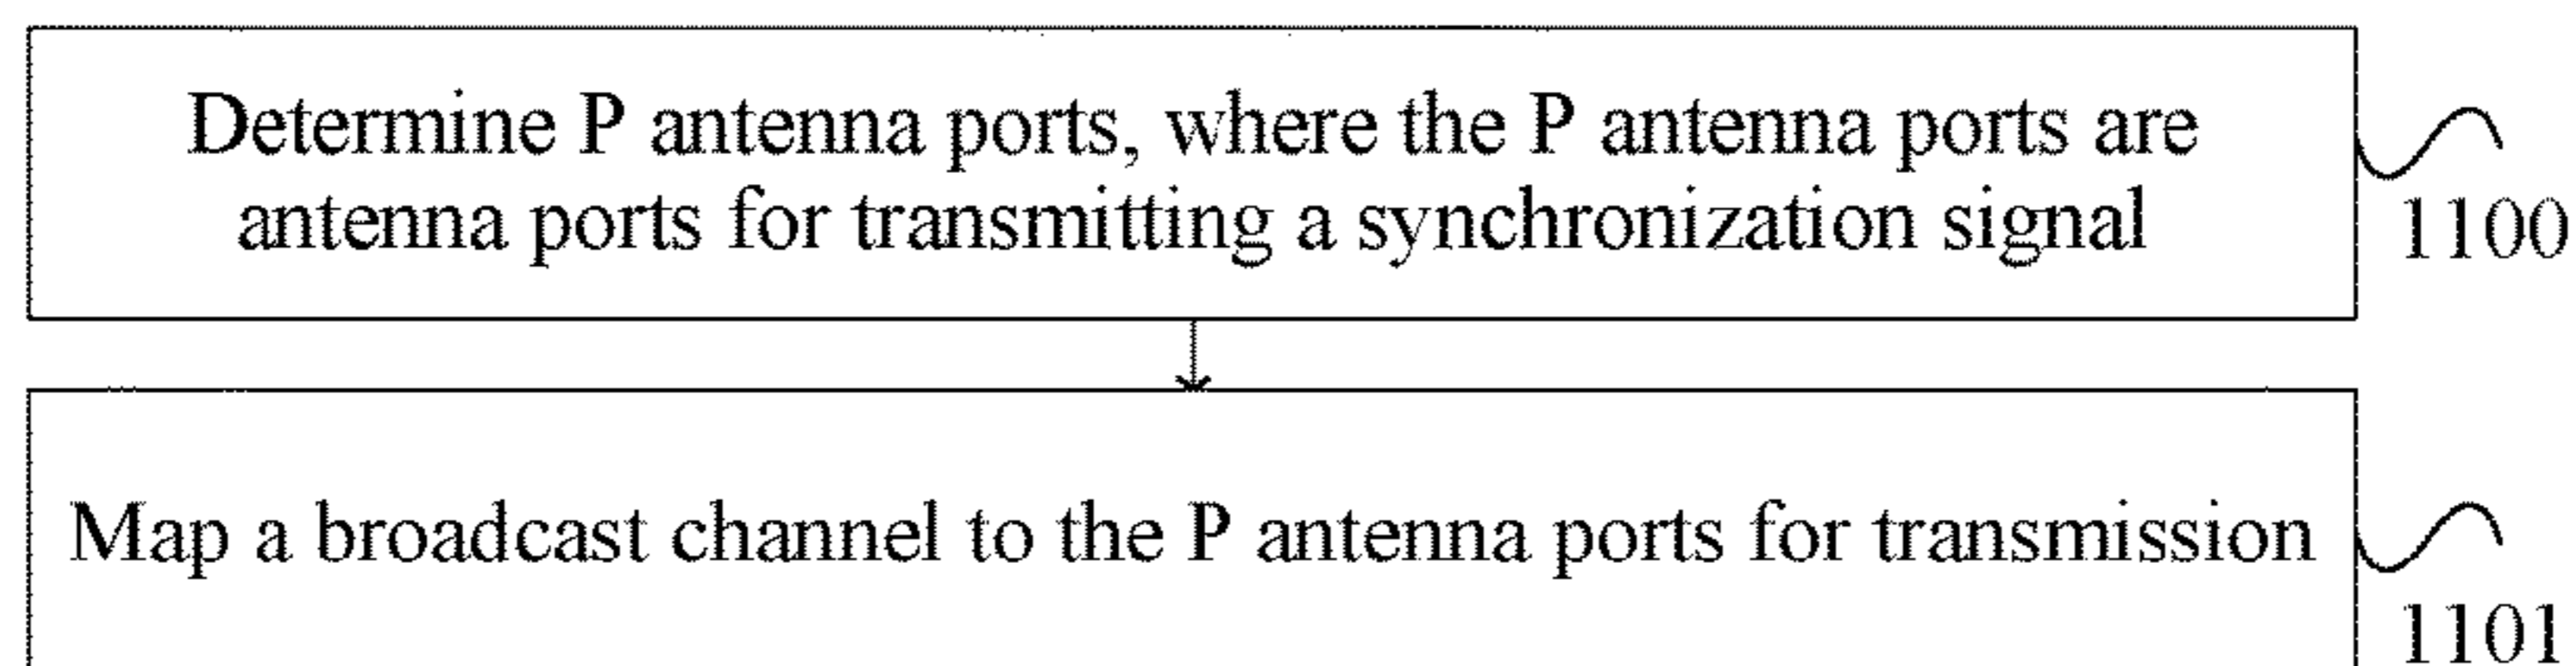 Determine P antenna ports, where the P antenna ports are
antenna ports for transmitting a synchronization signal
1100
Map a broadcast channel to the P antenna ports for transmission
1101